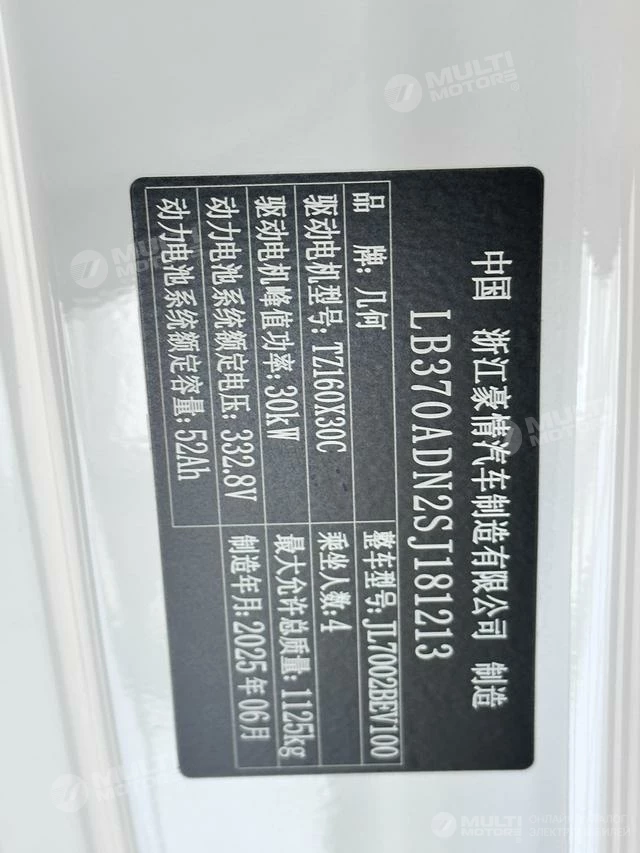 中国 浙江豪情汽车制造有限公司 制造
LB370ADN2SJ181213
品 牌:几何 整车型号:JL7002BEV100
驱动电机型号:TZ160X30C 乘坐人数:4
驱动电机峰值功率:30kW 最大允许总质量:1125kg
动力电池系统额定电压:332.8V 制造年月:2025年06月
动力电池系统额定容量:52Ah
MULTI
MOTORS
MULTI
MOTORS
MULTI
MOTORS
MULTI
MOTORS
MULTI
MOTORS
ОНЛАЙН-КАТАЛОГ
ЭЛЕКТРОМОБИЛЕЙ